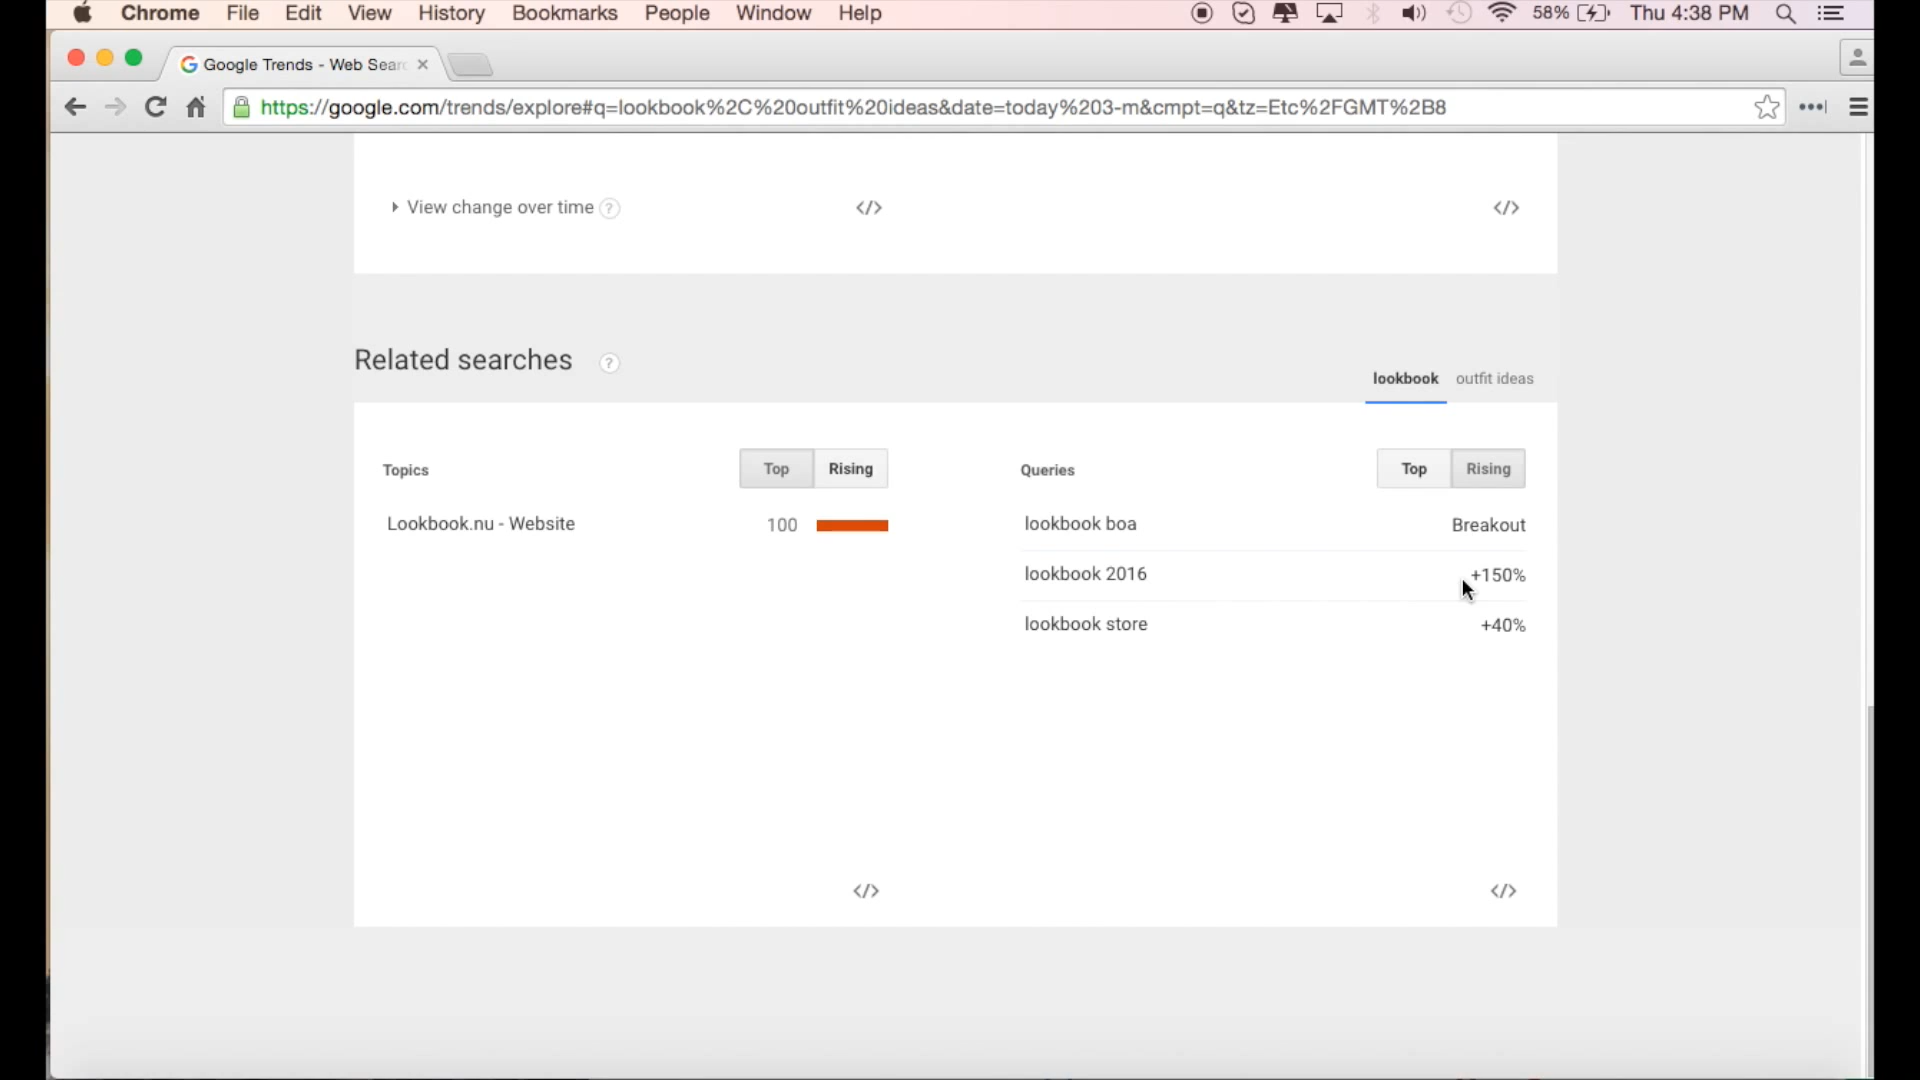 Chrome File Edit View History Bookmarks People Window Help 58% Thu 4:38 PM
Google Trends - Web Sear
https://google.com/trends/explore#q=lookbook%2C%20outfit%20ideas&date=today%203-m&cmpt=q&tz=Etc%2FGMT%2B8
View change over time ? </> </>
Related searches ?
lookbook outfit ideas
Topics Top Rising Queries Top Rising
Lookbook.nu - Website 100 lookbook boa Breakout
lookbook 2016 +150%
lookbook store +40%
</> </>